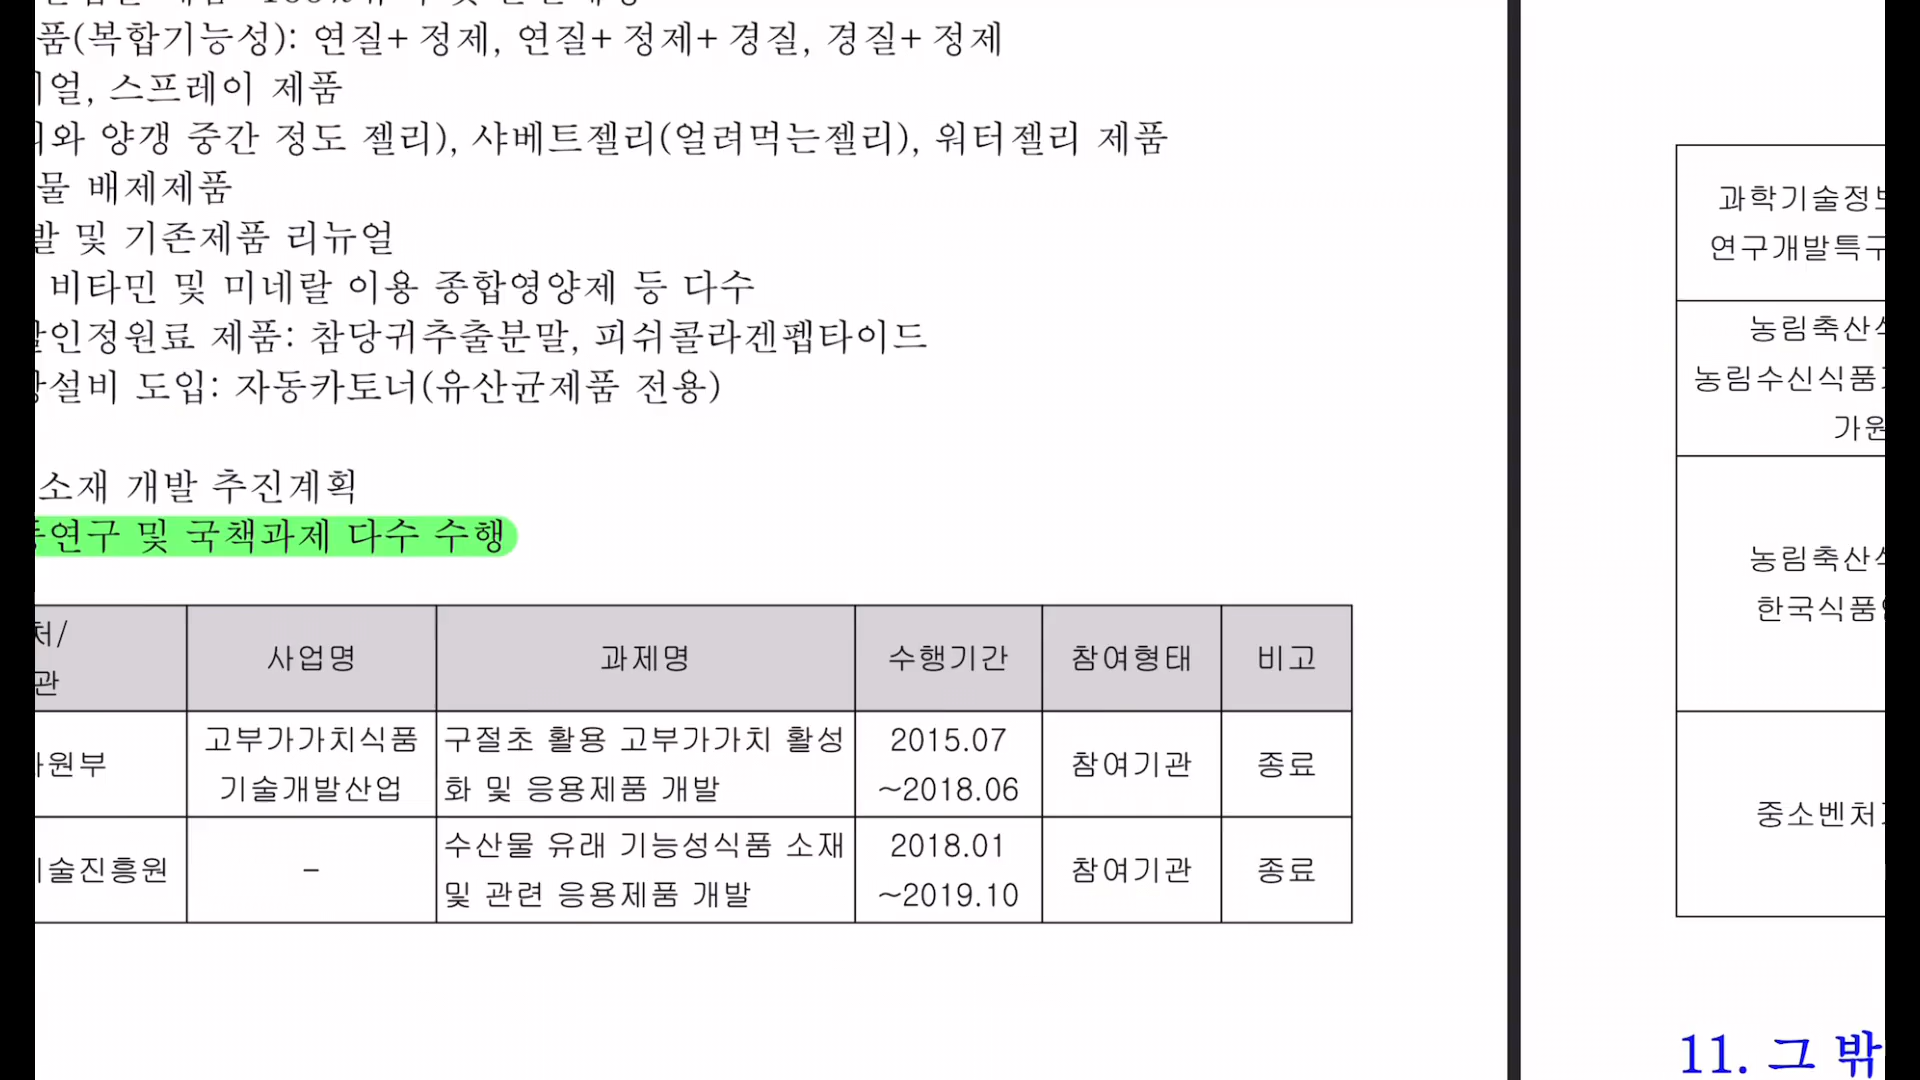 품(복합기능성): 연질+ 정제, 연질+ 정제+ 경질, 경질+ 정제
얼, 스프레이 제품
와 양갱 중간 정도 젤리), 샤베트젤리(얼려먹는젤리), 워터젤리 제품
물 배제제품
발 및 기존제품 리뉴얼
비타민 및 미네랄 이용 종합영양제 등 다수
인정원료 제품: 참당귀추출분말, 피쉬콜라겐펩타이드
설비 도입: 자동카토너(유산균제품 전용)
소재 개발 추진계획
연구 및 국책과제 다수 수행
처/
관
사업명
과제명
수행기간
참여형태
비고
원부
고부가가치식품
기술개발산업
구절초 활용 고부가가치 활성
화 및 응용제품 개발
2015.07
~2018.06
참여기관
종료
술진흥원
-
수산물 유래 기능성식품 소재
및 관련 응용제품 개발
2018.01
~2019.10
참여기관
종료
과학기술정
연구개발특구
농림축산
농림수신식품
가원
농림축산
한국식품
중소벤처
11. 그 밖